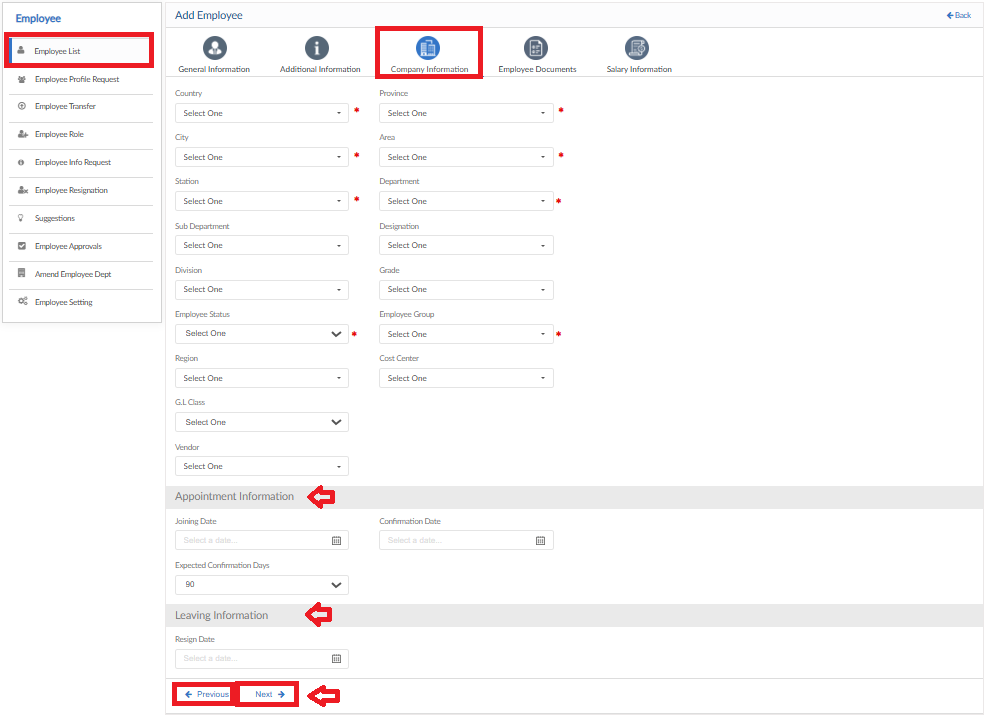 Employee
Employee List
Employee Profile Request
Employee Transfer
Employee Role
Employee Info Request
Employee Resignation
Suggestions
Employee Approvals
Amend Employee Dept
Employee Setting
Add Employee Back
General Information Additional Information Company Information Employee Documents Salary Information
Country Province
Select One * Select One *
City Area
Select One * Select One *
Station Department
Select One * Select One *
Sub Department Designation
Select One Select One
Division Grade
Select One Select One
Employee Status Employee Group
Select One * Select One *
Region Cost Center
Select One Select One
G.L Class
Select One
Vendor
Select One
Appointment Information
Joining Date Confirmation Date
Select a date... Select a date...
Expected Confirmation Days
90
Leaving Information
Resign Date
Select a date...
Previous Next